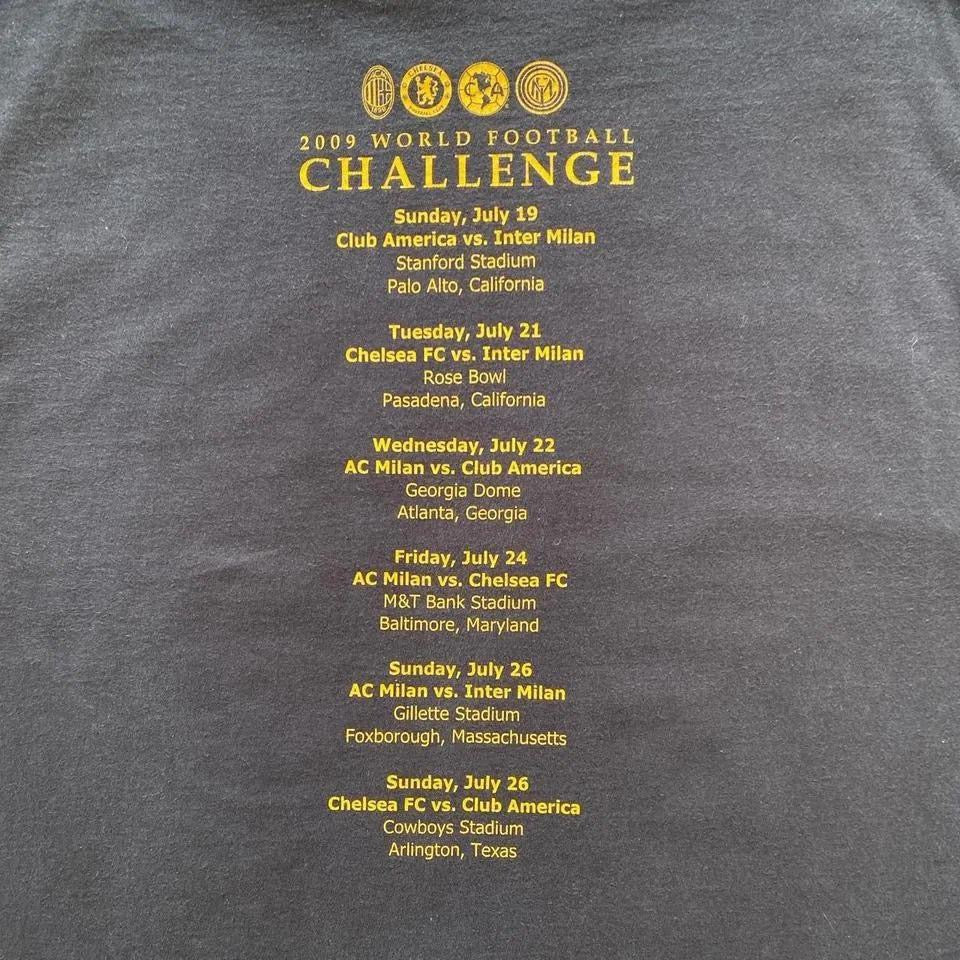 1899
CHELSEA
FOOTBALL CLUB
CA
2009 WORLD FOOTBALL
CHALLENGE
Sunday, July 19
Club America vs. Inter Milan
Stanford Stadium
Palo Alto, California
Tuesday, July 21
Chelsea FC vs. Inter Milan
Rose Bowl
Pasadena, California
Wednesday, July 22
AC Milan vs. Club America
Georgia Dome
Atlanta, Georgia
Friday, July 24
AC Milan vs. Chelsea FC
M&T Bank Stadium
Baltimore, Maryland
Sunday, July 26
AC Milan vs. Inter Milan
Gillette Stadium
Foxborough, Massachusetts
Sunday, July 26
Chelsea FC vs. Club America
Cowboys Stadium
Arlington, Texas